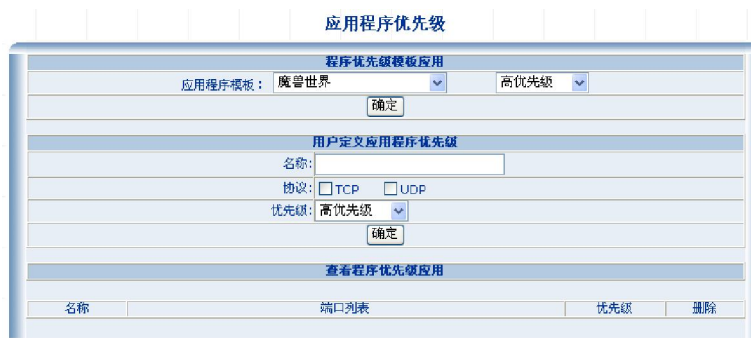 应用程序优先级
程序优先级模板应用
应用程序模板： 魔兽世界 高优先级
确定
用户定义应用程序优先级
名称:
协议: TCP UDP
优先级: 高优先级
确定
查看程序优先级应用
名称 端口列表 优先级 删除